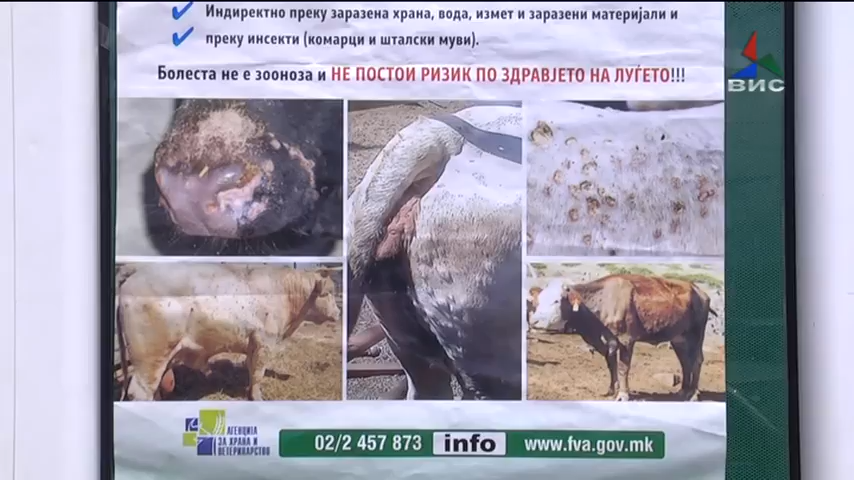 Индиректно преку заразена храна, вода, измет и заразени материјали и
преку инсекти (комарци и шталски муви).
Болеста не е зооноза и НЕ ПОСТОИ РИЗИК ПО ЗДРАВЈЕТО НА ЛУЃЕТО!!!
ВИС
АГЕНЦИЈА
ЗА ХРАНА И
ВЕТЕРИНАРСТВО
02/2 457 873 info www.fva.gov.mk